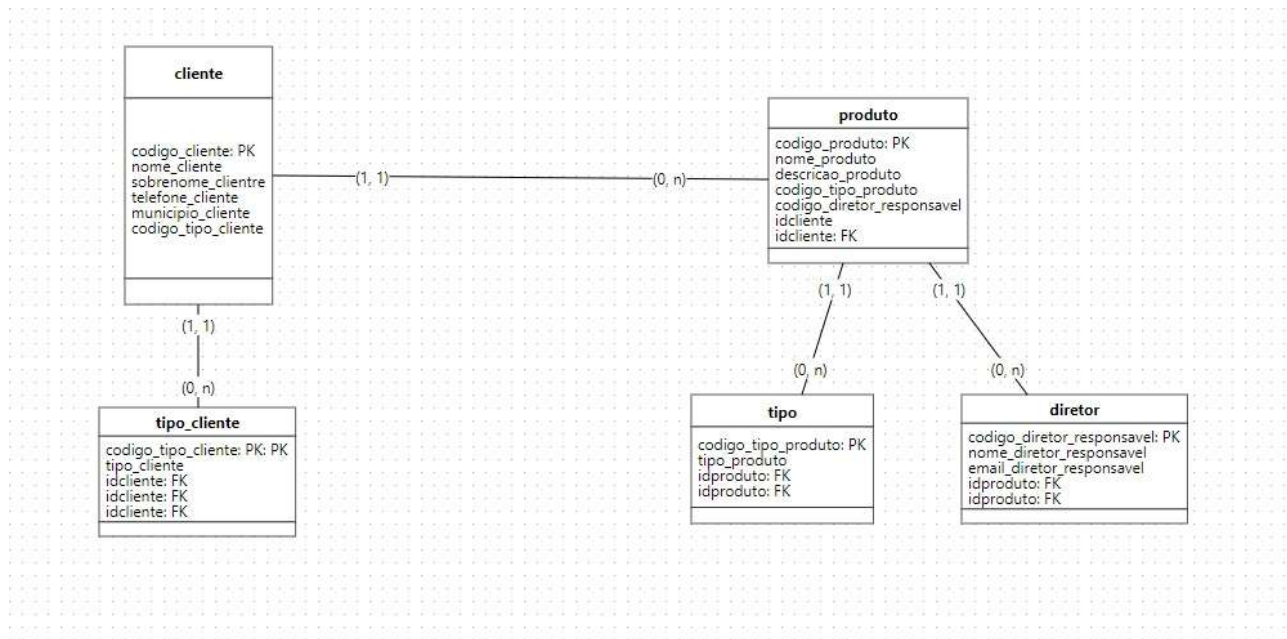 cliente
codigo_cliente: PK
nome_cliente
sobrenome_clientre
telefone_cliente
municipio_cliente
codigo_tipo_cliente
(1, 1)
(0, n)
produto
codigo_produto: PK
nome_produto
descricao_produto
codigo_tipo_produto
codigo_diretor_responsavel
idcliente
idcliente: FK
(1, 1)
(0, n)
tipo_cliente
codigo_tipo_cliente: PK: PK
tipo_cliente
idcliente: FK
idcliente: FK
idcliente: FK
(1, 1)
(0, n)
tipo
codigo_tipo_produto: PK
tipo_produto
idproduto: FK
idproduto: FK
(1, 1)
(0, n)
diretor
codigo_diretor_responsavel: PK
nome_diretor_responsavel
email_diretor_responsavel
idproduto: FK
idproduto: FK